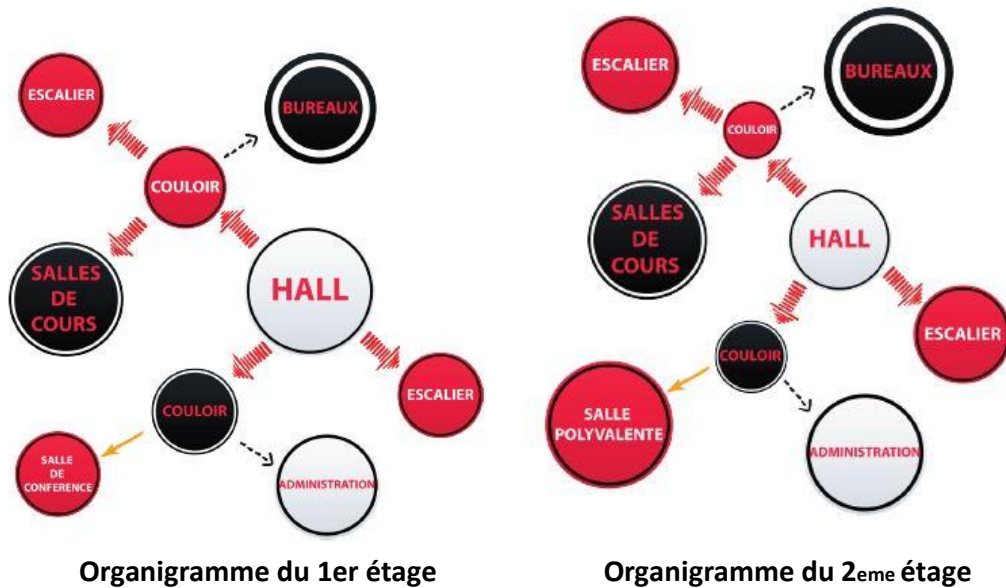 ESCALIER
BUREAUX
COULOIR
SALLES
DE
COURS
HALL
COULOIR
ESCALIER
SALLE
DE
CONFERENCE
ADMINISTRATION
Organigramme du 1er étage
ESCALIER
BUREAUX
COULOIR
SALLES
DE
COURS
HALL
ESCALIER
COULOIR
SALLE
POLYVALENTE
ADMINISTRATION
Organigramme du 2eme étage